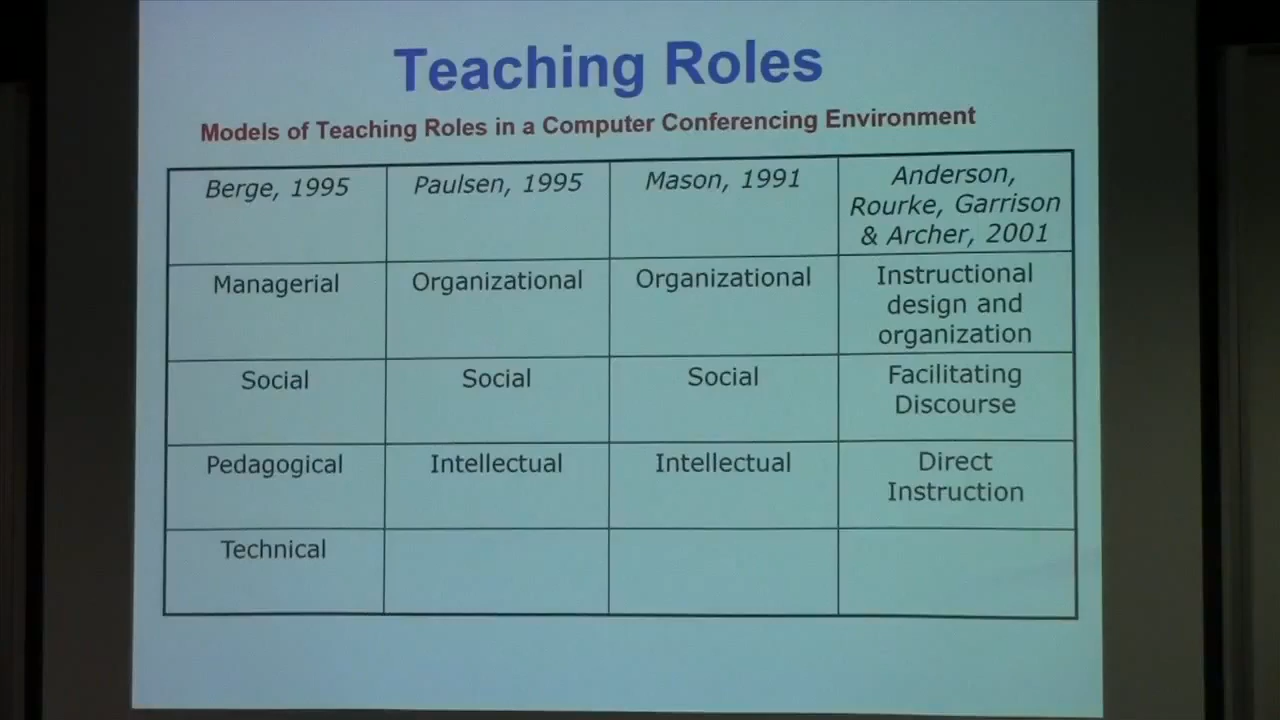 Teaching Roles
Models of Teaching Roles in a Computer Conferencing Environment
Berge, 1995
Paulsen, 1995
Mason, 1991
Anderson,
Rourke, Garrison
& Archer, 2001
Managerial
Organizational
Organizational
Instructional
design and
organization
Social
Social
Social
Facilitating
Discourse
Pedagogical
Intellectual
Intellectual
Direct
Instruction
Technical